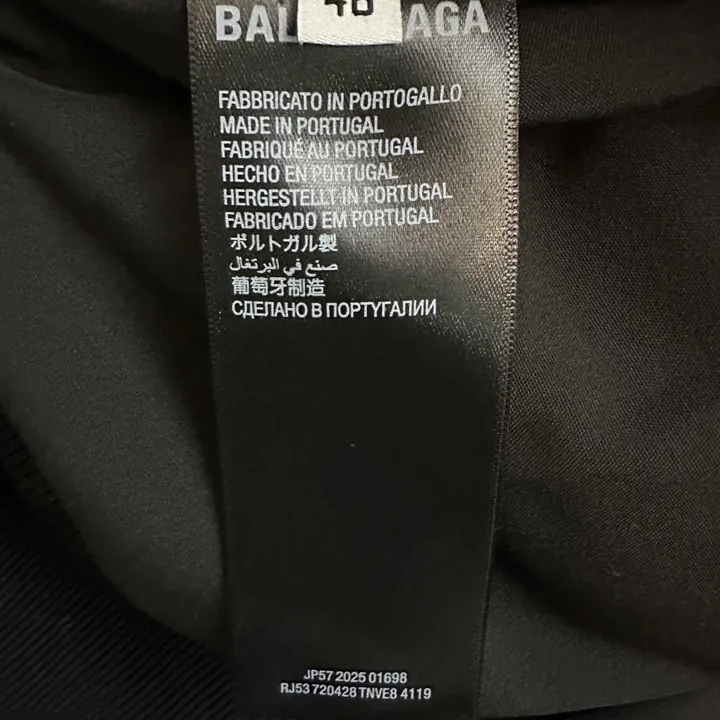 BAL AGA
FABBRICATO IN PORTOGALLO
MADE IN PORTUGAL
FABRIQUÉ AU PORTUGAL
HECHO EN PORTUGAL
HERGESTELLT IN PORTUGAL
FABRICADO EM PORTUGAL
ポルトガル製
صنع في البرتغال
葡萄牙制造
СДЕЛАНО В ПОРТУГАЛИИ
JP57 2025 01698
RJ53 720428 TNVE8 4119